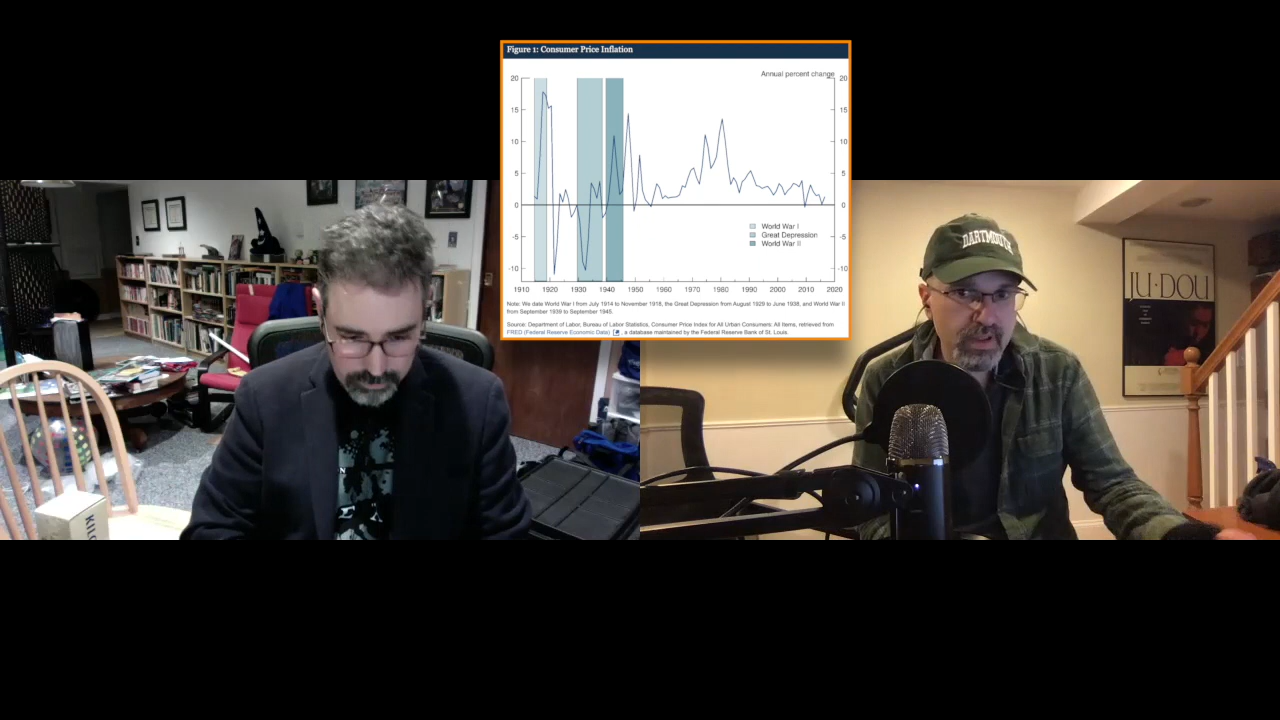 Figure 1: Consumer Price Inflation
Annual percent change
20 20
15 15
10 10
5 5
0 0
-5 -5
-10 -10
World War I
Great Depression
World War II
1910 1920 1930 1940 1950 1960 1970 1980 1990 2000 2010 2020
Note: We date World War I from July 1914 to November 1918, the Great Depression from August 1929 to June 1938, and World War II
from September 1939 to September 1945.
Source: Department of Labor, Bureau of Labor Statistics, Consumer Price Index for All Urban Consumers: All Items, retrieved from
FRED (Federal Reserve Economic Data) , a database maintained by the Federal Reserve Bank of St. Louis.
DARTMOUTH
JU·DOU
N
KILO